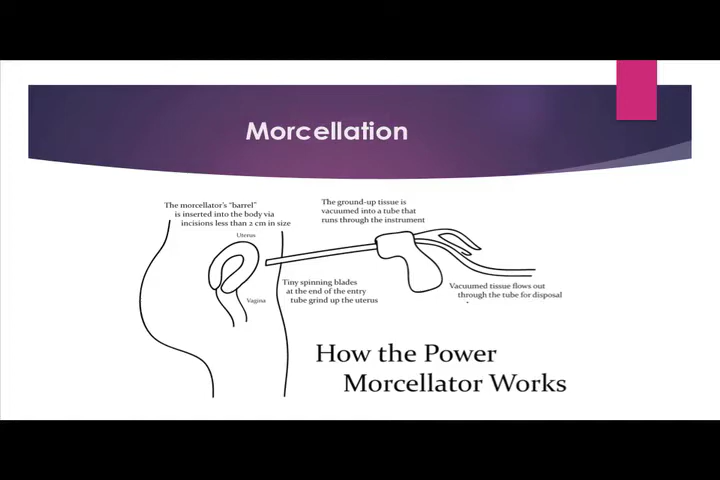 Morcellation
The morcellator's "barrel"
is inserted into the body via
incisions less than 2 cm in size
The ground-up tissue is
vacuumed into a tube that
runs through the instrument
Uterus
Tiny spinning blades
at the end of the entry
tube grind up the uterus
Vagina
Vacuumed tissue flows out
through the tube for disposal
How the Power
Morcellator Works